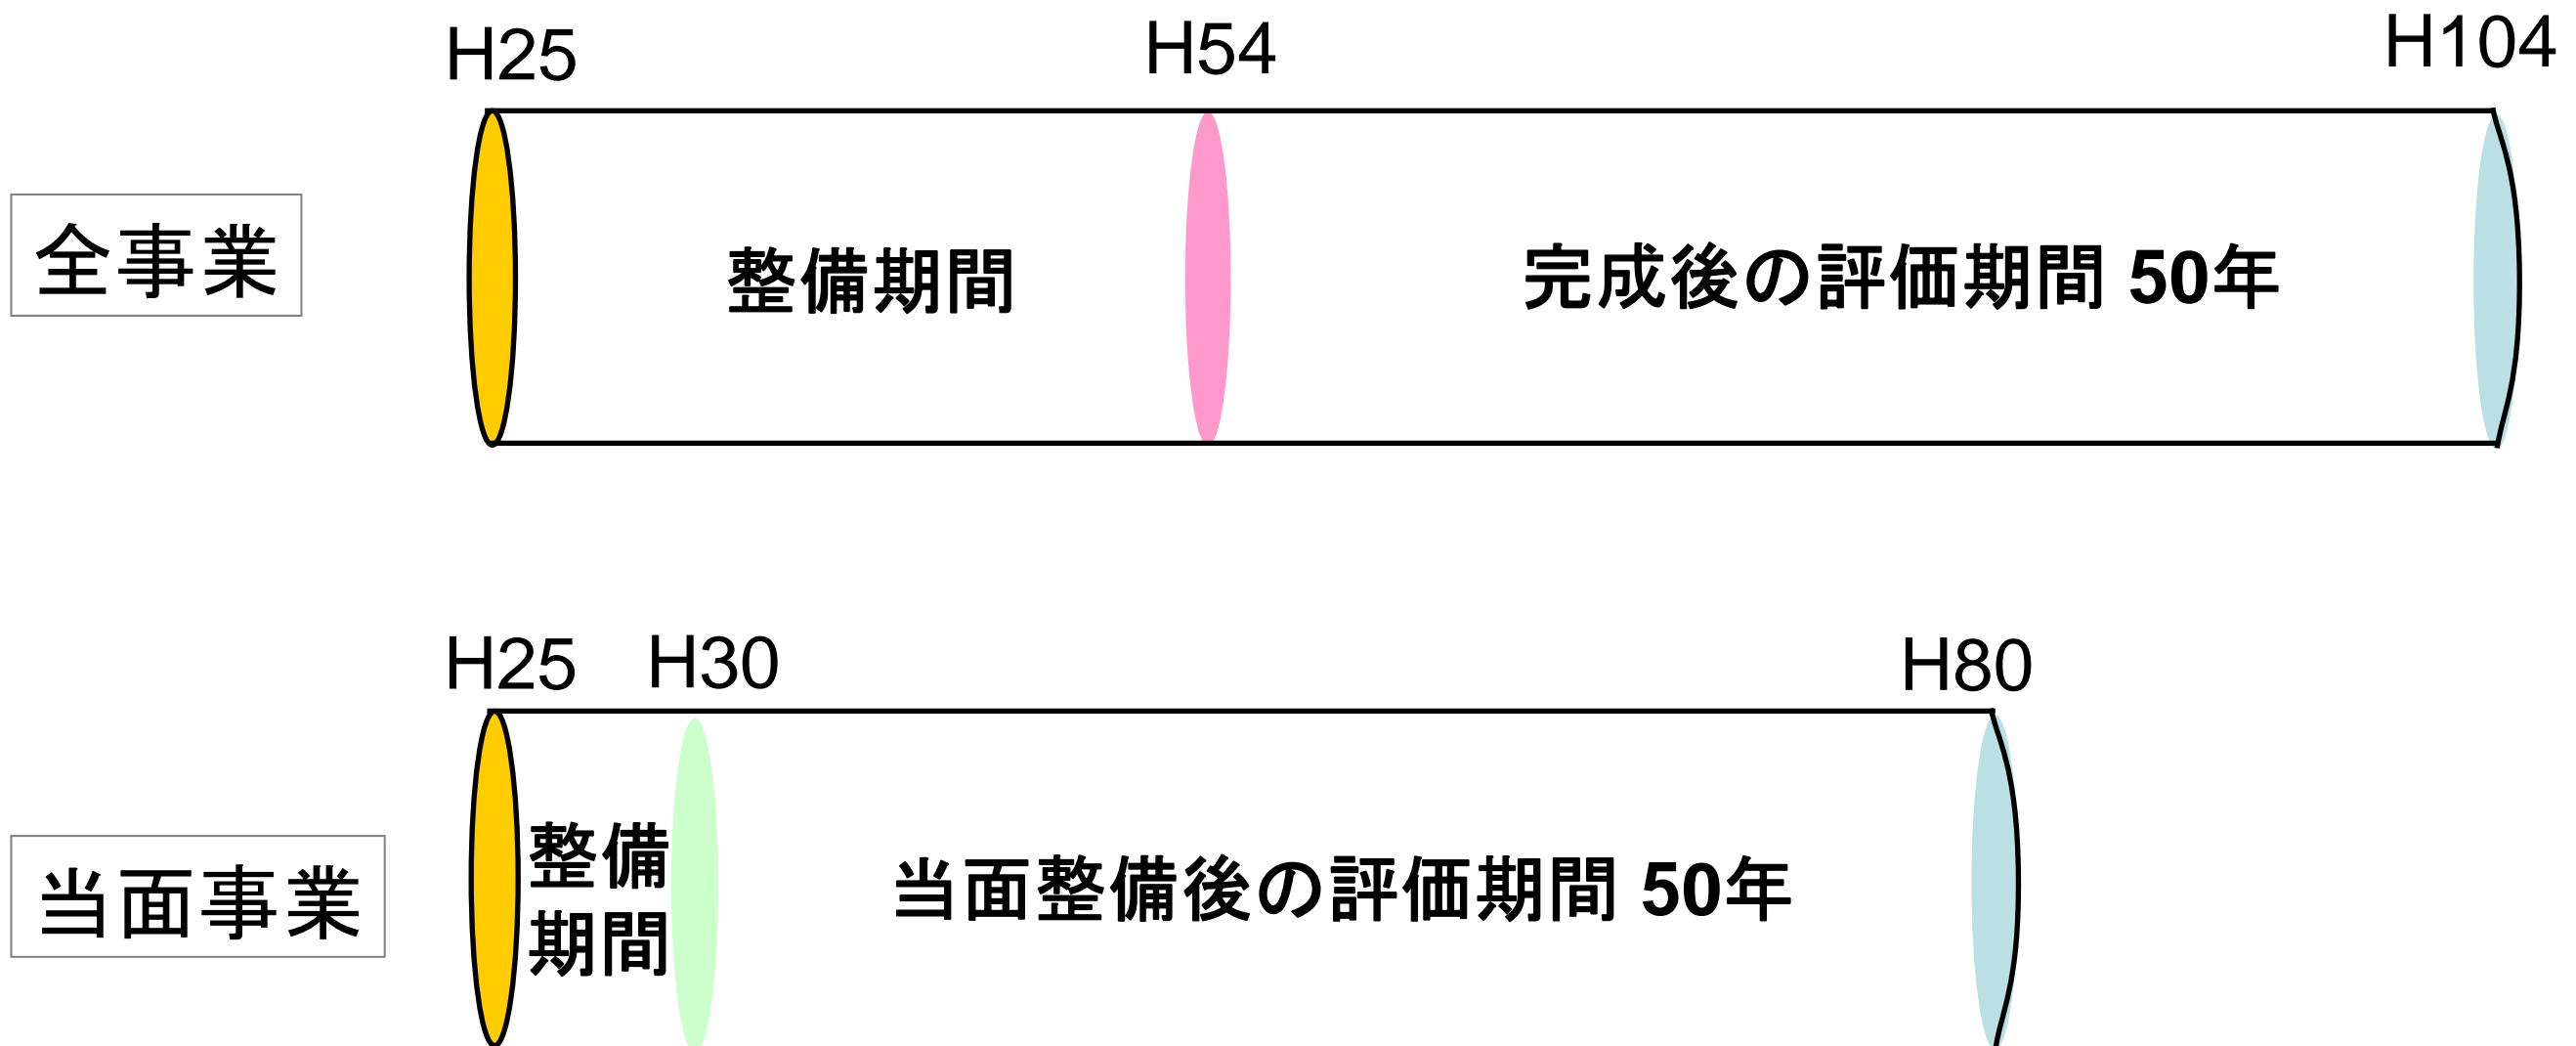 H25
H54
H104
全事業
整備期間
完成後の評価期間 50年
H25
H30
H80
当面事業
整備
期間
当面整備後の評価期間 50年